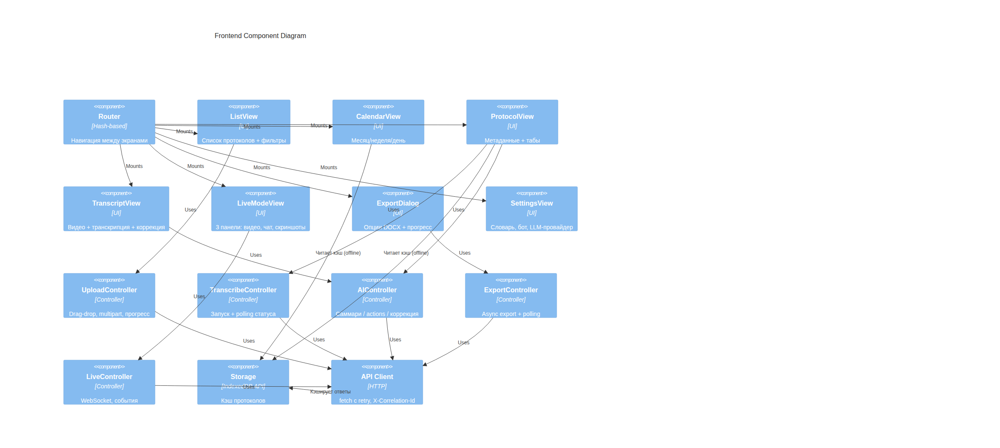 Frontend Component Diagram
<<component>>
Router
[Hash-based]
Навигация между экранами
<<component>>
ListView
[UI]
Список протоколов + фильтры
<<component>>
CalendarView
[UI]
Месяц/неделя/день
<<component>>
ProtocolView
[UI]
Метаданные + табы
Mounts
Mounts
Mounts
Mounts
Mounts
Mounts
Mounts
<<component>>
TranscriptView
[UI]
Видео + транскрипция + коррекция
<<component>>
LiveModeView
[UI]
3 панели: видео, чат, скриншоты
<<component>>
ExportDialog
[UI]
Опции DOCX + прогресс
<<component>>
SettingsView
[UI]
Словарь, бот, LLM-провайдер
Uses
Uses
Uses
Uses
Читает кэш (offline)
Читает кэш (offline)
Uses
<<component>>
UploadController
[Controller]
Drag-drop, multipart, прогресс
<<component>>
TranscribeController
[Controller]
Запуск + polling статуса
<<component>>
AIController
[Controller]
Саммари / actions / коррекция
<<component>>
ExportController
[Controller]
Async export + polling
Uses
Uses
Uses
Uses
Uses
<<component>>
LiveController
[Controller]
WebSocket, события
<<component>>
Storage
[IndexedDB API]
Кэш протоколов
<<component>>
API Client
[HTTP]
fetch с retry, X-Correlation-Id
Uses
Кэширует ответы